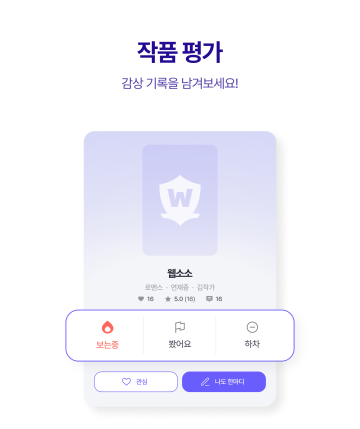 작품 평가
감상 기록을 남겨보세요!
W
웹소소
로맨스 · 연재중 · 김작가
16 5.0 (16) 16
보는중 봤어요 하차
관심 나도 한마디